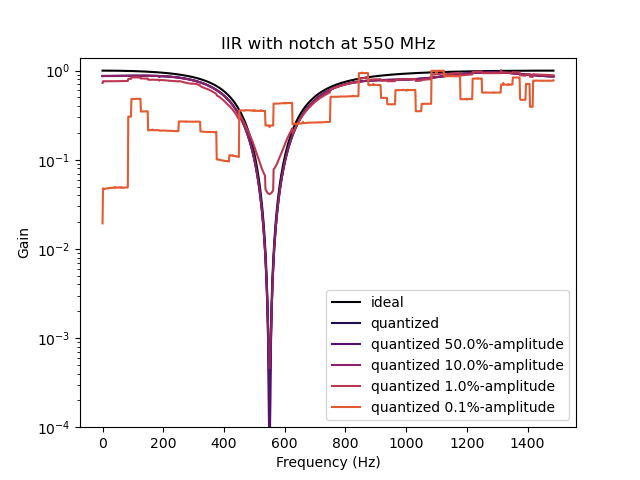 IIR with notch at 550 MHz
10^0
10^-1
10^-2
10^-3
10^-4
Gain
ideal
quantized
quantized 50.0%-amplitude
quantized 10.0%-amplitude
quantized 1.0%-amplitude
quantized 0.1%-amplitude
0 200 400 600 800 1000 1200 1400
Frequency (Hz)